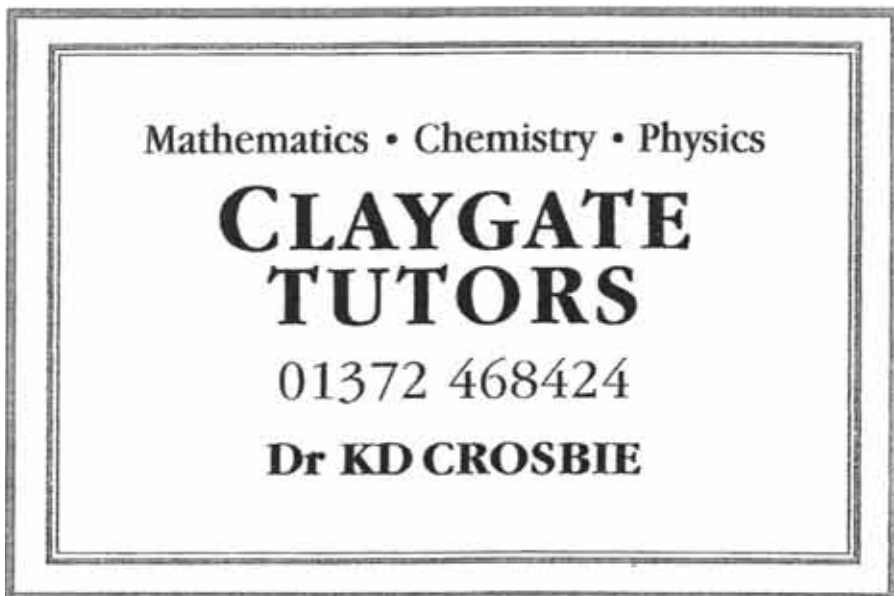 Mathematics • Chemistry • Physics
CLAYGATE
TUTORS
01372 468424
Dr KD CROSBIE